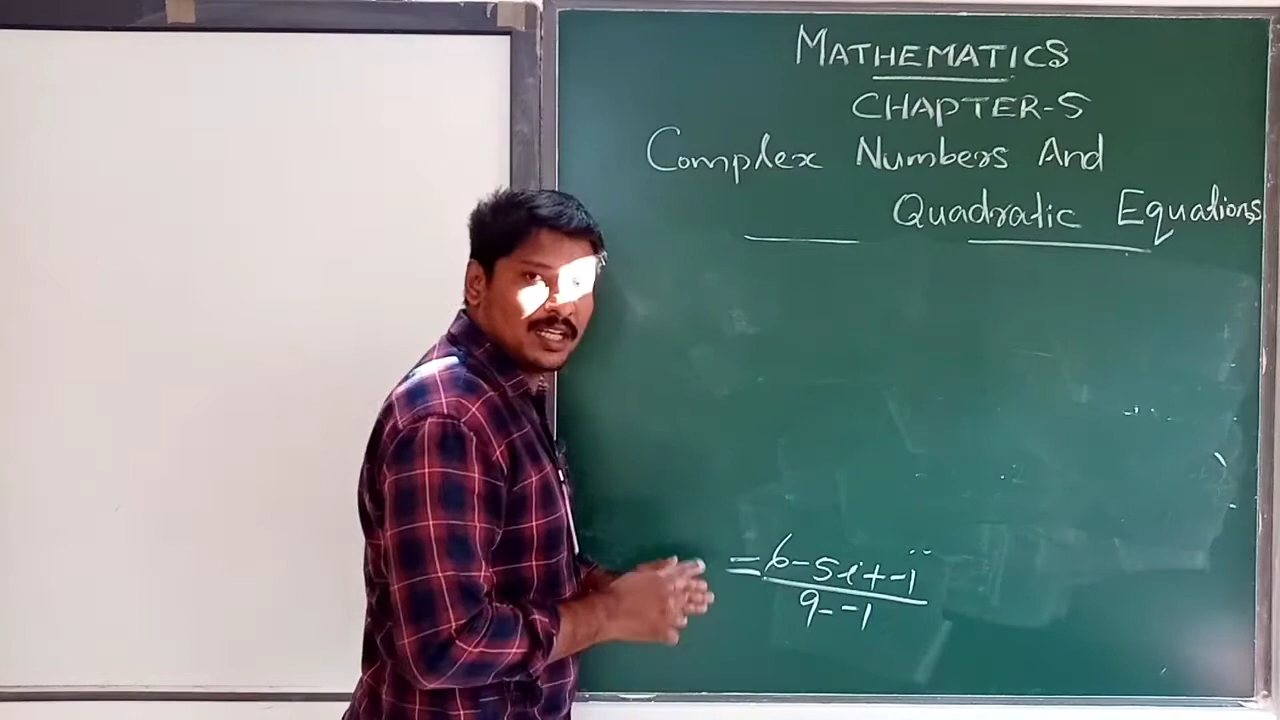 MATHEMATICS
CHAPTER-5
Complex Numbers And
Quadratic Equations
= 6-5i+-1
9--1